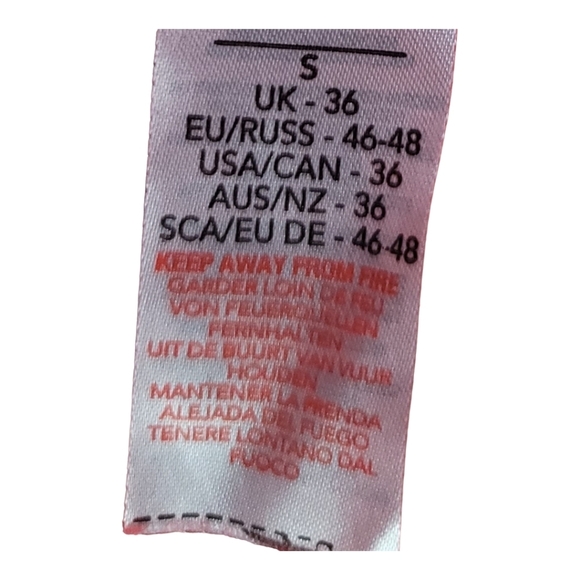 S
UK - 36
EU/RUSS - 46-48
USA/CAN - 36
AUS/NZ - 36
SCA/EU DE - 46-48
KEEP AWAY FROM FIRE
GARDER LOIN DE FEU
VON FEUERQUELLEN
FERNHALTEN
UIT DE BUURT VAN VUUR
HOUDEN
MANTENER LA PRENDA
ALEJADA DEL FUEGO
TENERE LONTANO DAL
FUOCO